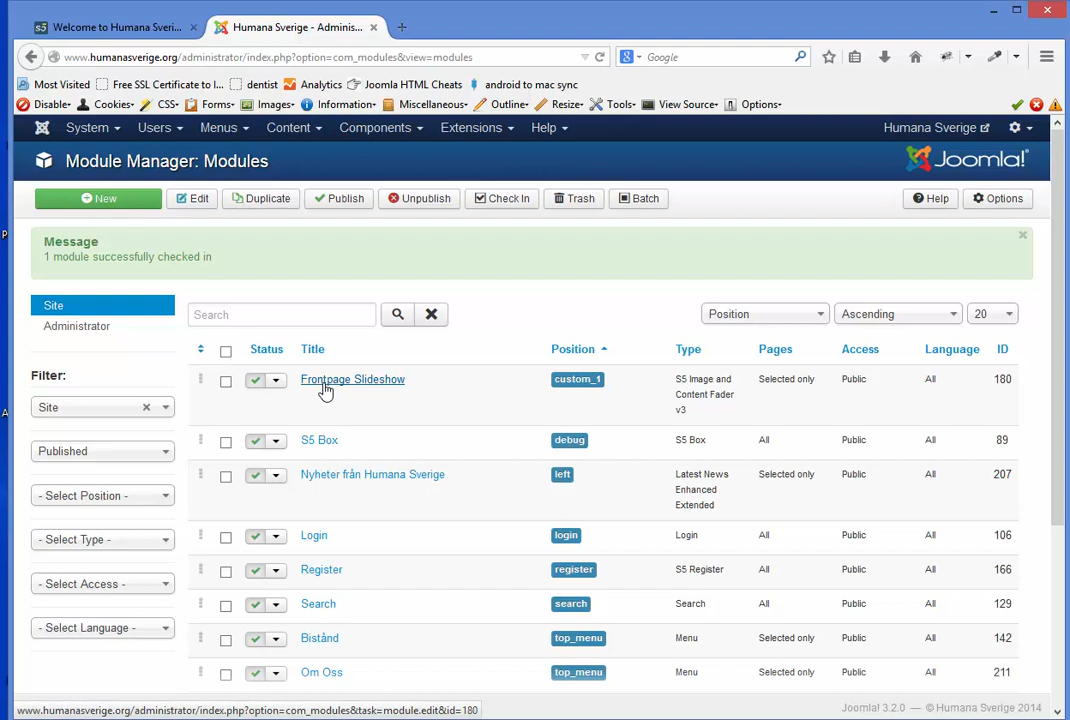 Welcome to Humana Sveri...
Humana Sverige - Adminis...
www.humanasverige.org/administrator/index.php?option=com_modules&view=modules
Google
Most Visited
Free SSL Certificate to I...
dentist
Analytics
Joomla HTML Cheats
android to mac sync
Disable
Cookies
CSS
Forms
Images
Information
Miscellaneous
Outline
Resize
Tools
View Source
Options
System
Users
Menus
Content
Components
Extensions
Help
Humana Sverige
Module Manager: Modules
Joomla!
New
Edit
Duplicate
Publish
Unpublish
Check In
Trash
Batch
Help
Options
Message
1 module successfully checked in
Site
Administrator
Search
Position
Ascending
20
Status
Title
Position
Type
Pages
Access
Language
ID
Filter:
Site
Published
- Select Position -
- Select Type -
- Select Access -
- Select Language -
Frontpage Slideshow
custom_1
S5 Image and
Content Fader
v3
Selected only
Public
All
180
S5 Box
debug
S5 Box
All
Public
All
89
Nyheter från Humana Sverige
left
Latest News
Enhanced
Extended
Selected only
Public
All
207
Login
login
Login
All
Public
All
106
Register
register
S5 Register
All
Public
All
166
Search
search
Search
All
Public
All
129
Bistånd
top_menu
Menu
Selected only
Public
All
142
Om Oss
top_menu
Menu
Selected only
Public
All
211
www.humanasverige.org/administrator/index.php?option=com_modules&task=module.edit&id=180
Joomla! 3.2.0 — © Humana Sverige 2014